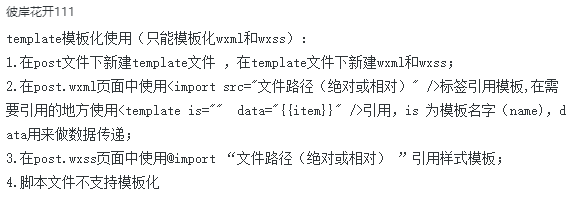 彼岸花开111
template模板化使用（只能模板化wxml和wxss）：
1.在post文件下新建template文件 ，在template文件下新建wxml和wxss；
2.在post.wxml页面中使用<import src="文件路径（绝对或相对）" />标签引用模板,在需
要引用的地方使用<template is=""  data="{{item}}" />引用，is 为模板名字（name），d
ata用来做数据传递；
3.在post.wxss页面中使用@import “文件路径（绝对或相对） ”引用样式模板；
4.脚本文件不支持模板化